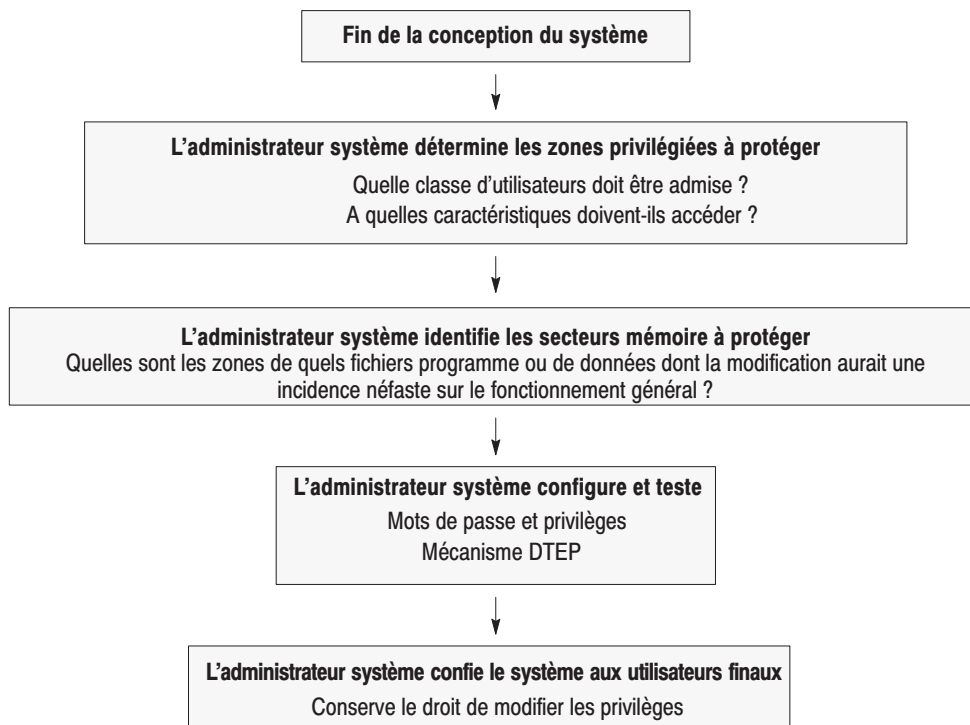 Fin de la conception du système
L'administrateur système détermine les zones privilégiées à protéger
Quelle classe d'utilisateurs doit être admise ?
A quelles caractéristiques doivent-ils accéder ?
L'administrateur système identifie les secteurs mémoire à protéger
Quelles sont les zones de quels fichiers programme ou de données dont la modification aurait une
incidence néfaste sur le fonctionnement général ?
L'administrateur système configure et teste
Mots de passe et privilèges
Mécanisme DTEP
L'administrateur système confie le système aux utilisateurs finaux
Conserve le droit de modifier les privilèges